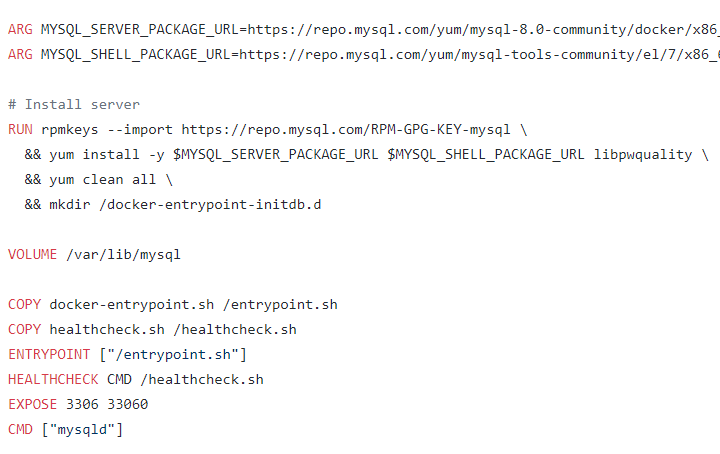 ARG MYSQL_SERVER_PACKAGE_URL=https://repo.mysql.com/yum/mysql-8.0-community/docker/x86_
ARG MYSQL_SHELL_PACKAGE_URL=https://repo.mysql.com/yum/mysql-tools-community/el/7/x86_6
# Install server
RUN rpmkeys --import https://repo.mysql.com/RPM-GPG-KEY-mysql \
  && yum install -y $MYSQL_SERVER_PACKAGE_URL $MYSQL_SHELL_PACKAGE_URL libpwquality \
  && yum clean all \
  && mkdir /docker-entrypoint-initdb.d
VOLUME /var/lib/mysql
COPY docker-entrypoint.sh /entrypoint.sh
COPY healthcheck.sh /healthcheck.sh
ENTRYPOINT ["/entrypoint.sh"]
HEALTHCHECK CMD /healthcheck.sh
EXPOSE 3306 33060
CMD ["mysqld"]